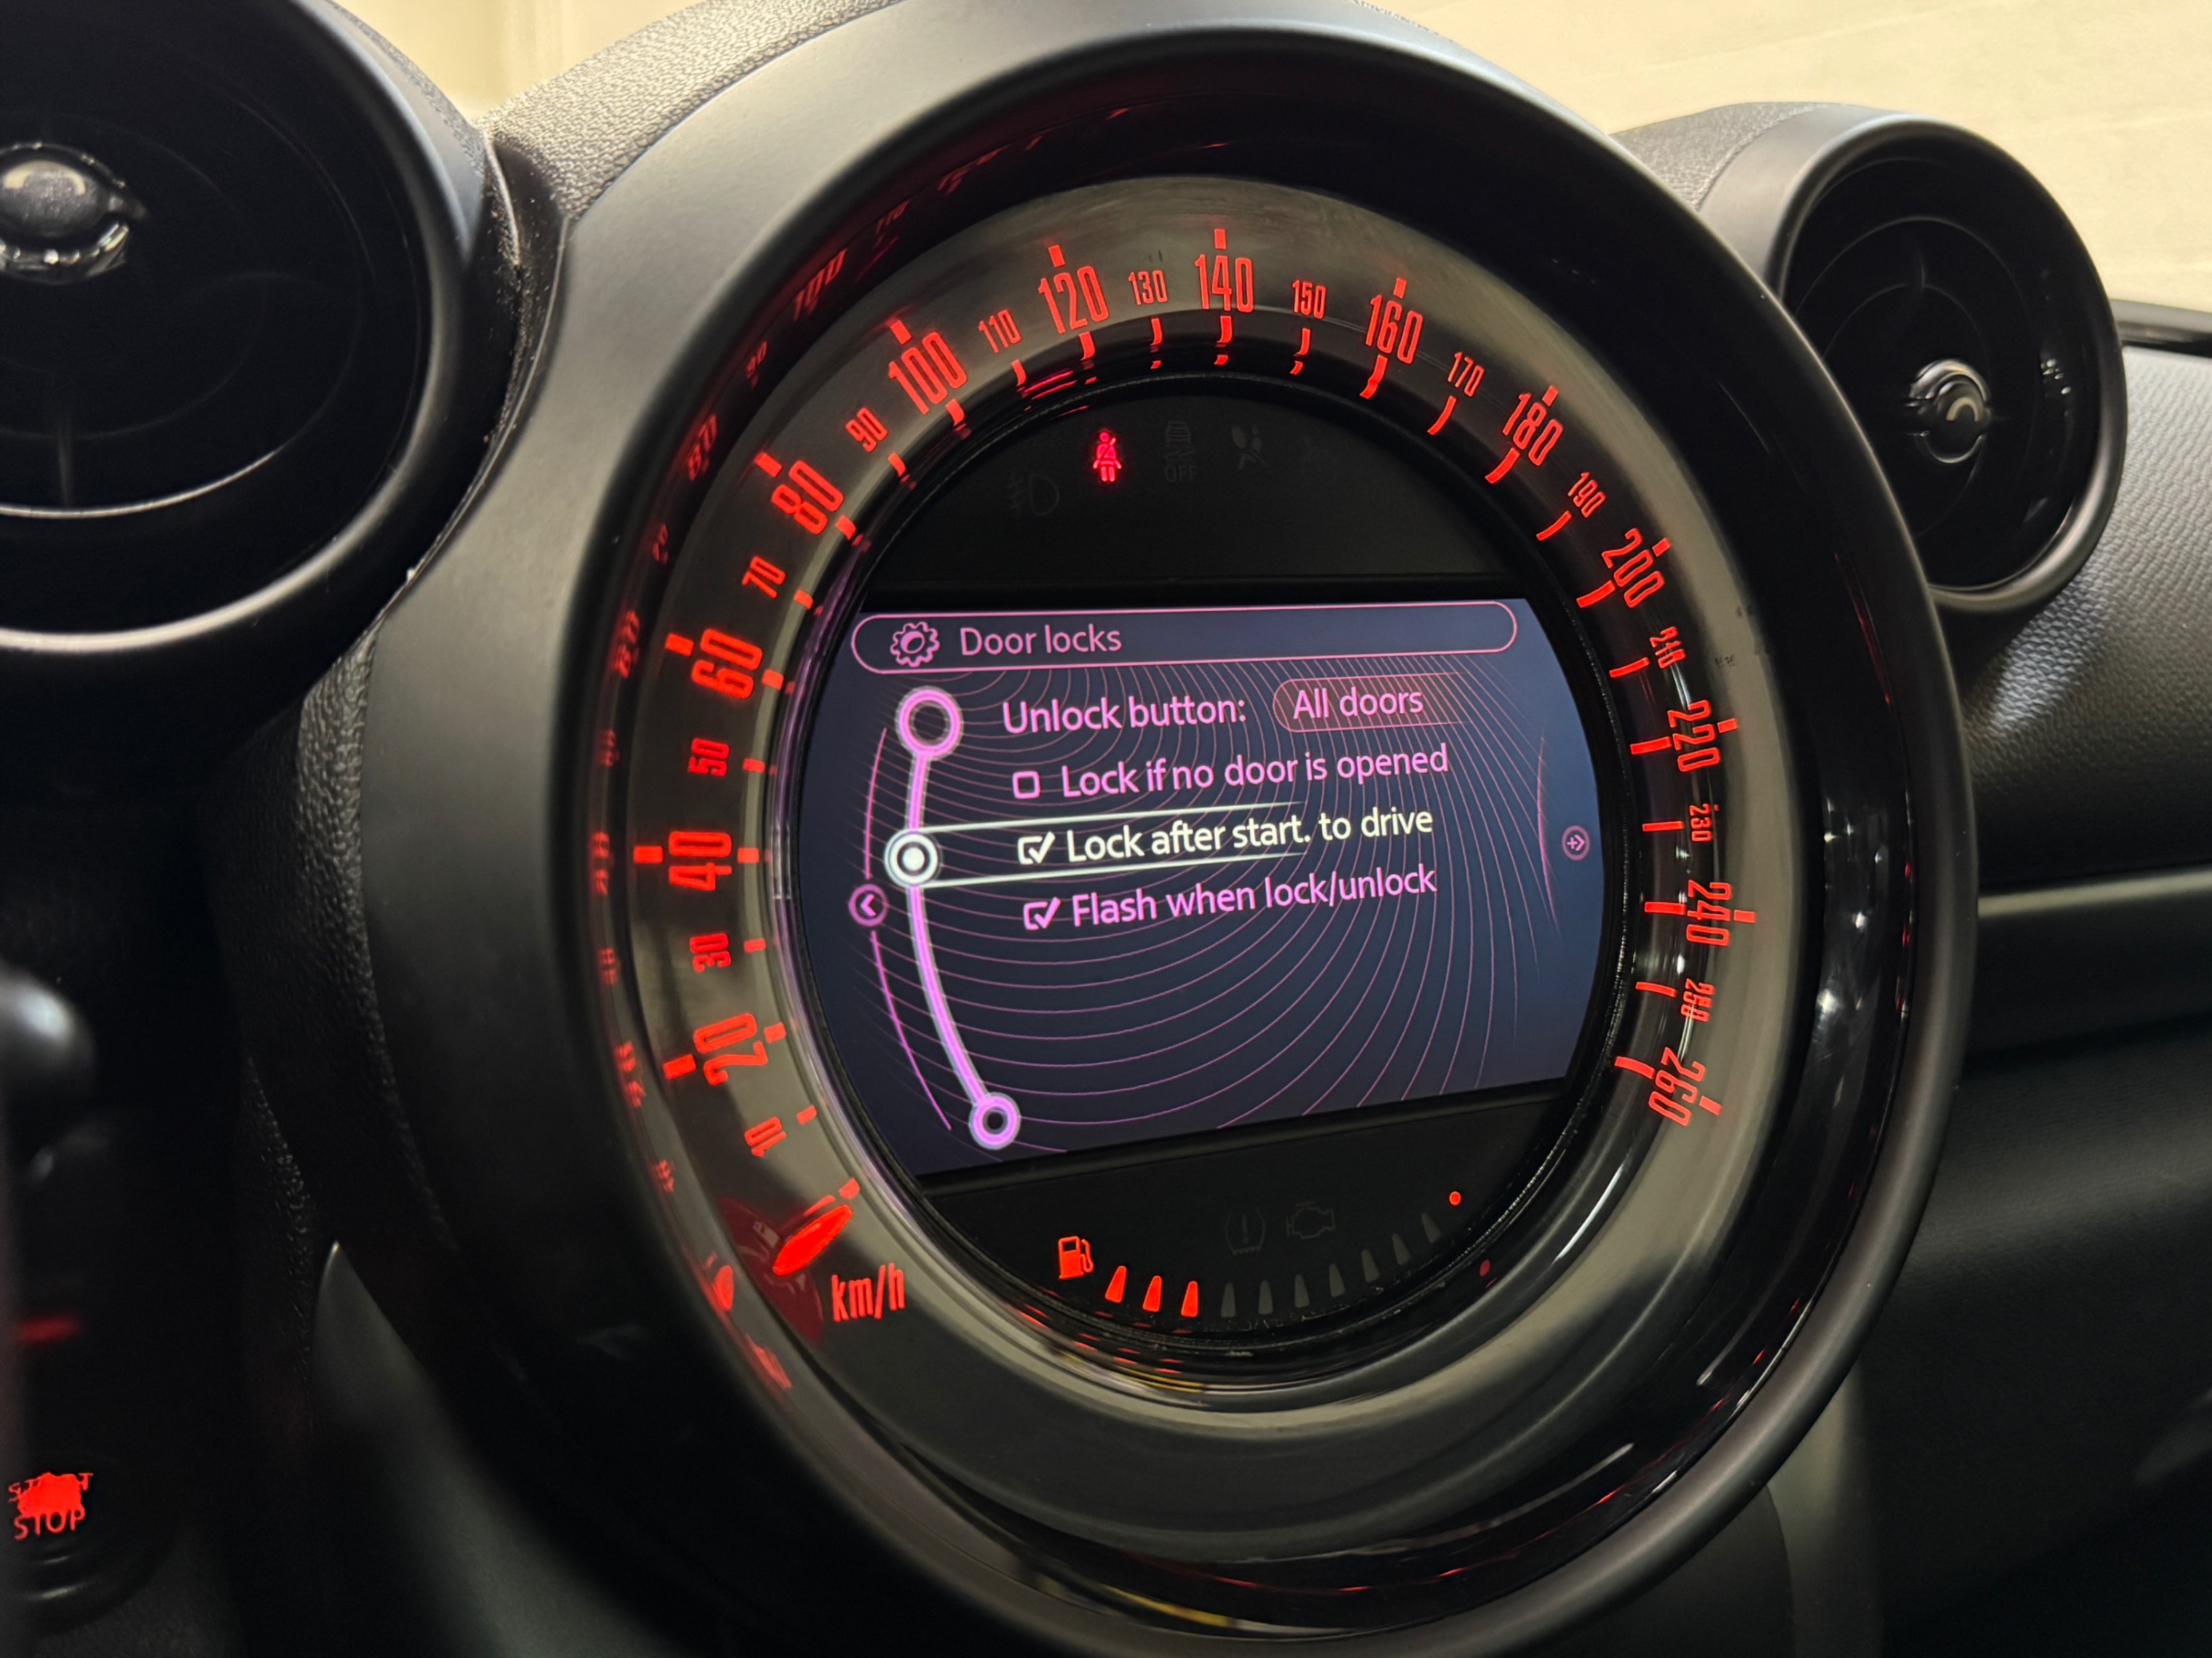 10
20
30
40
50
60
70
80
90
100
110
120
130
140
150
160
170
180
190
200
210
220
230
240
250
260
km/h
OFF
Door locks
Unlock button: All doors
Lock if no door is opened
Lock after start. to drive
Flash when lock/unlock
START
STOP